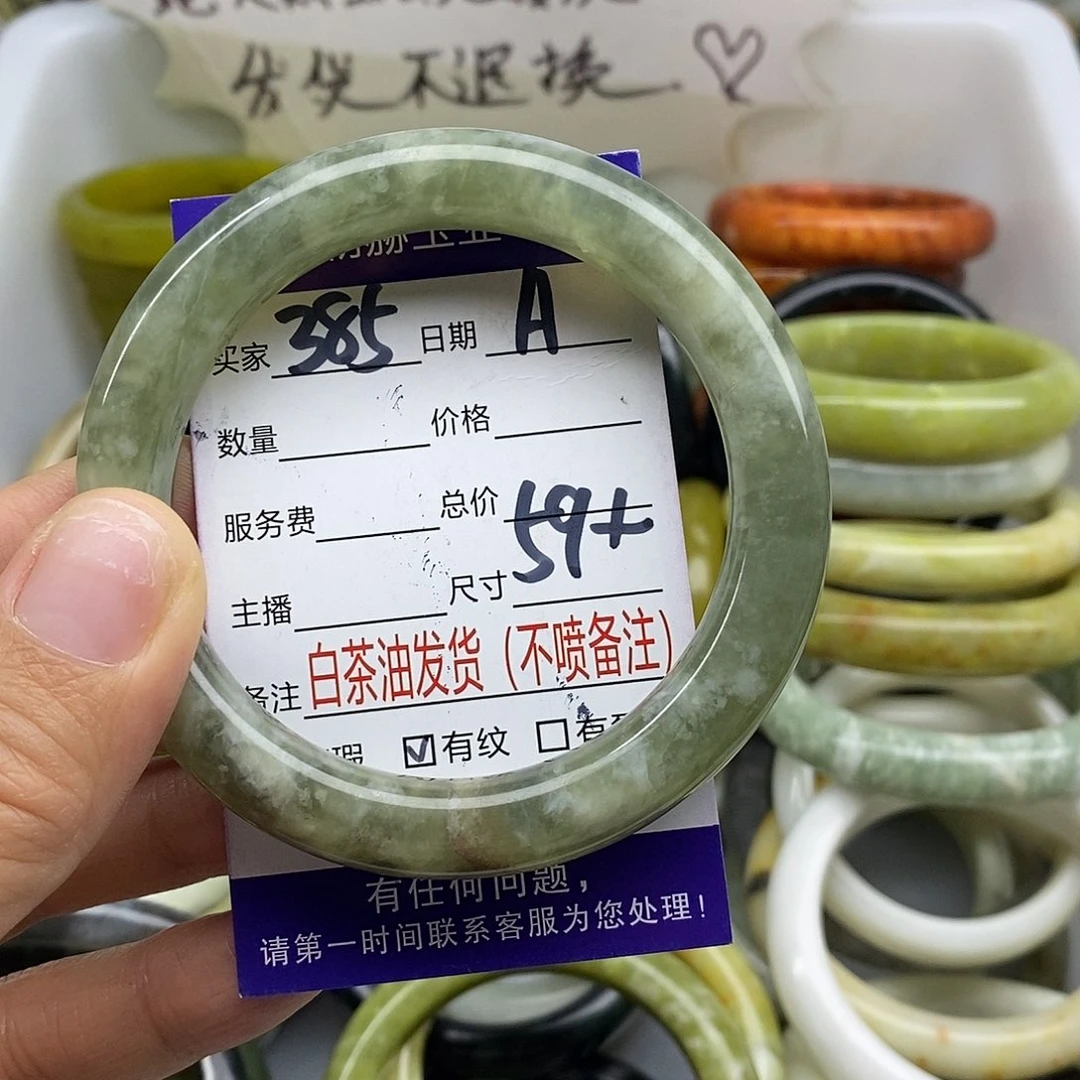 不退换
买家 385 日期 A
数量 价格
服务费 总价 59+
主播 尺寸
备注 白茶油发货 (不喷备注)
瑕 ☑有纹 □有
有任何问题，
请第一时间联系客服为您处理！